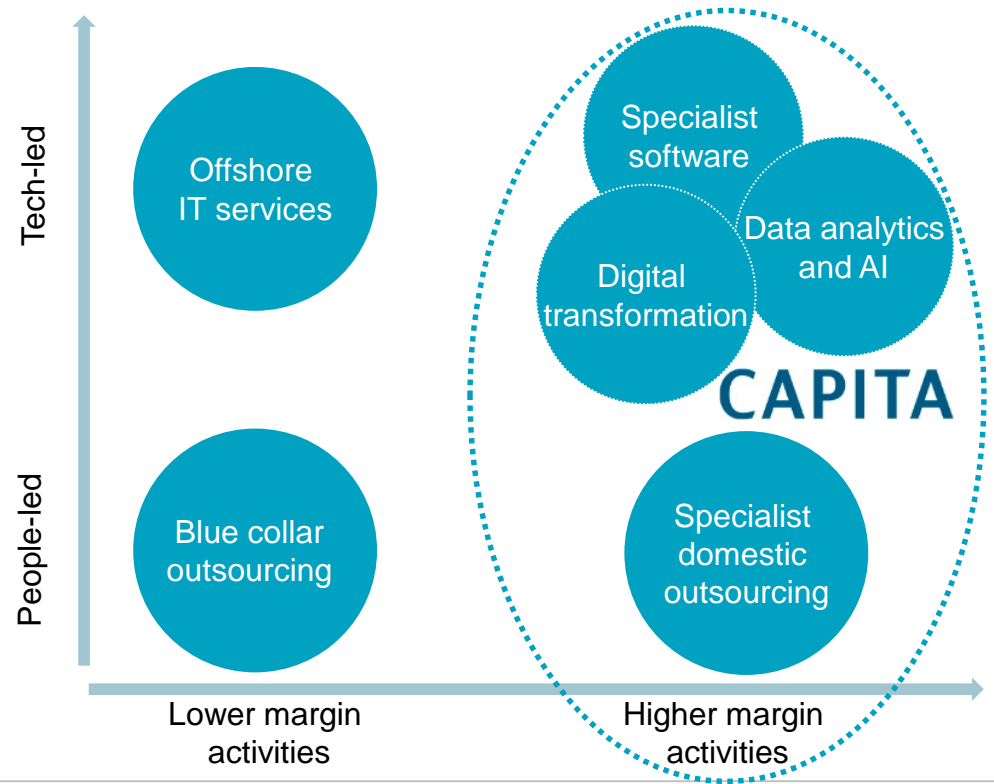 Tech-led
People-led
Offshore
IT services
Specialist
software
Data analytics
and AI
Digital
transformation
CAPITA
Blue collar
outsourcing
Specialist
domestic
outsourcing
Lower margin
activities
Higher margin
activities